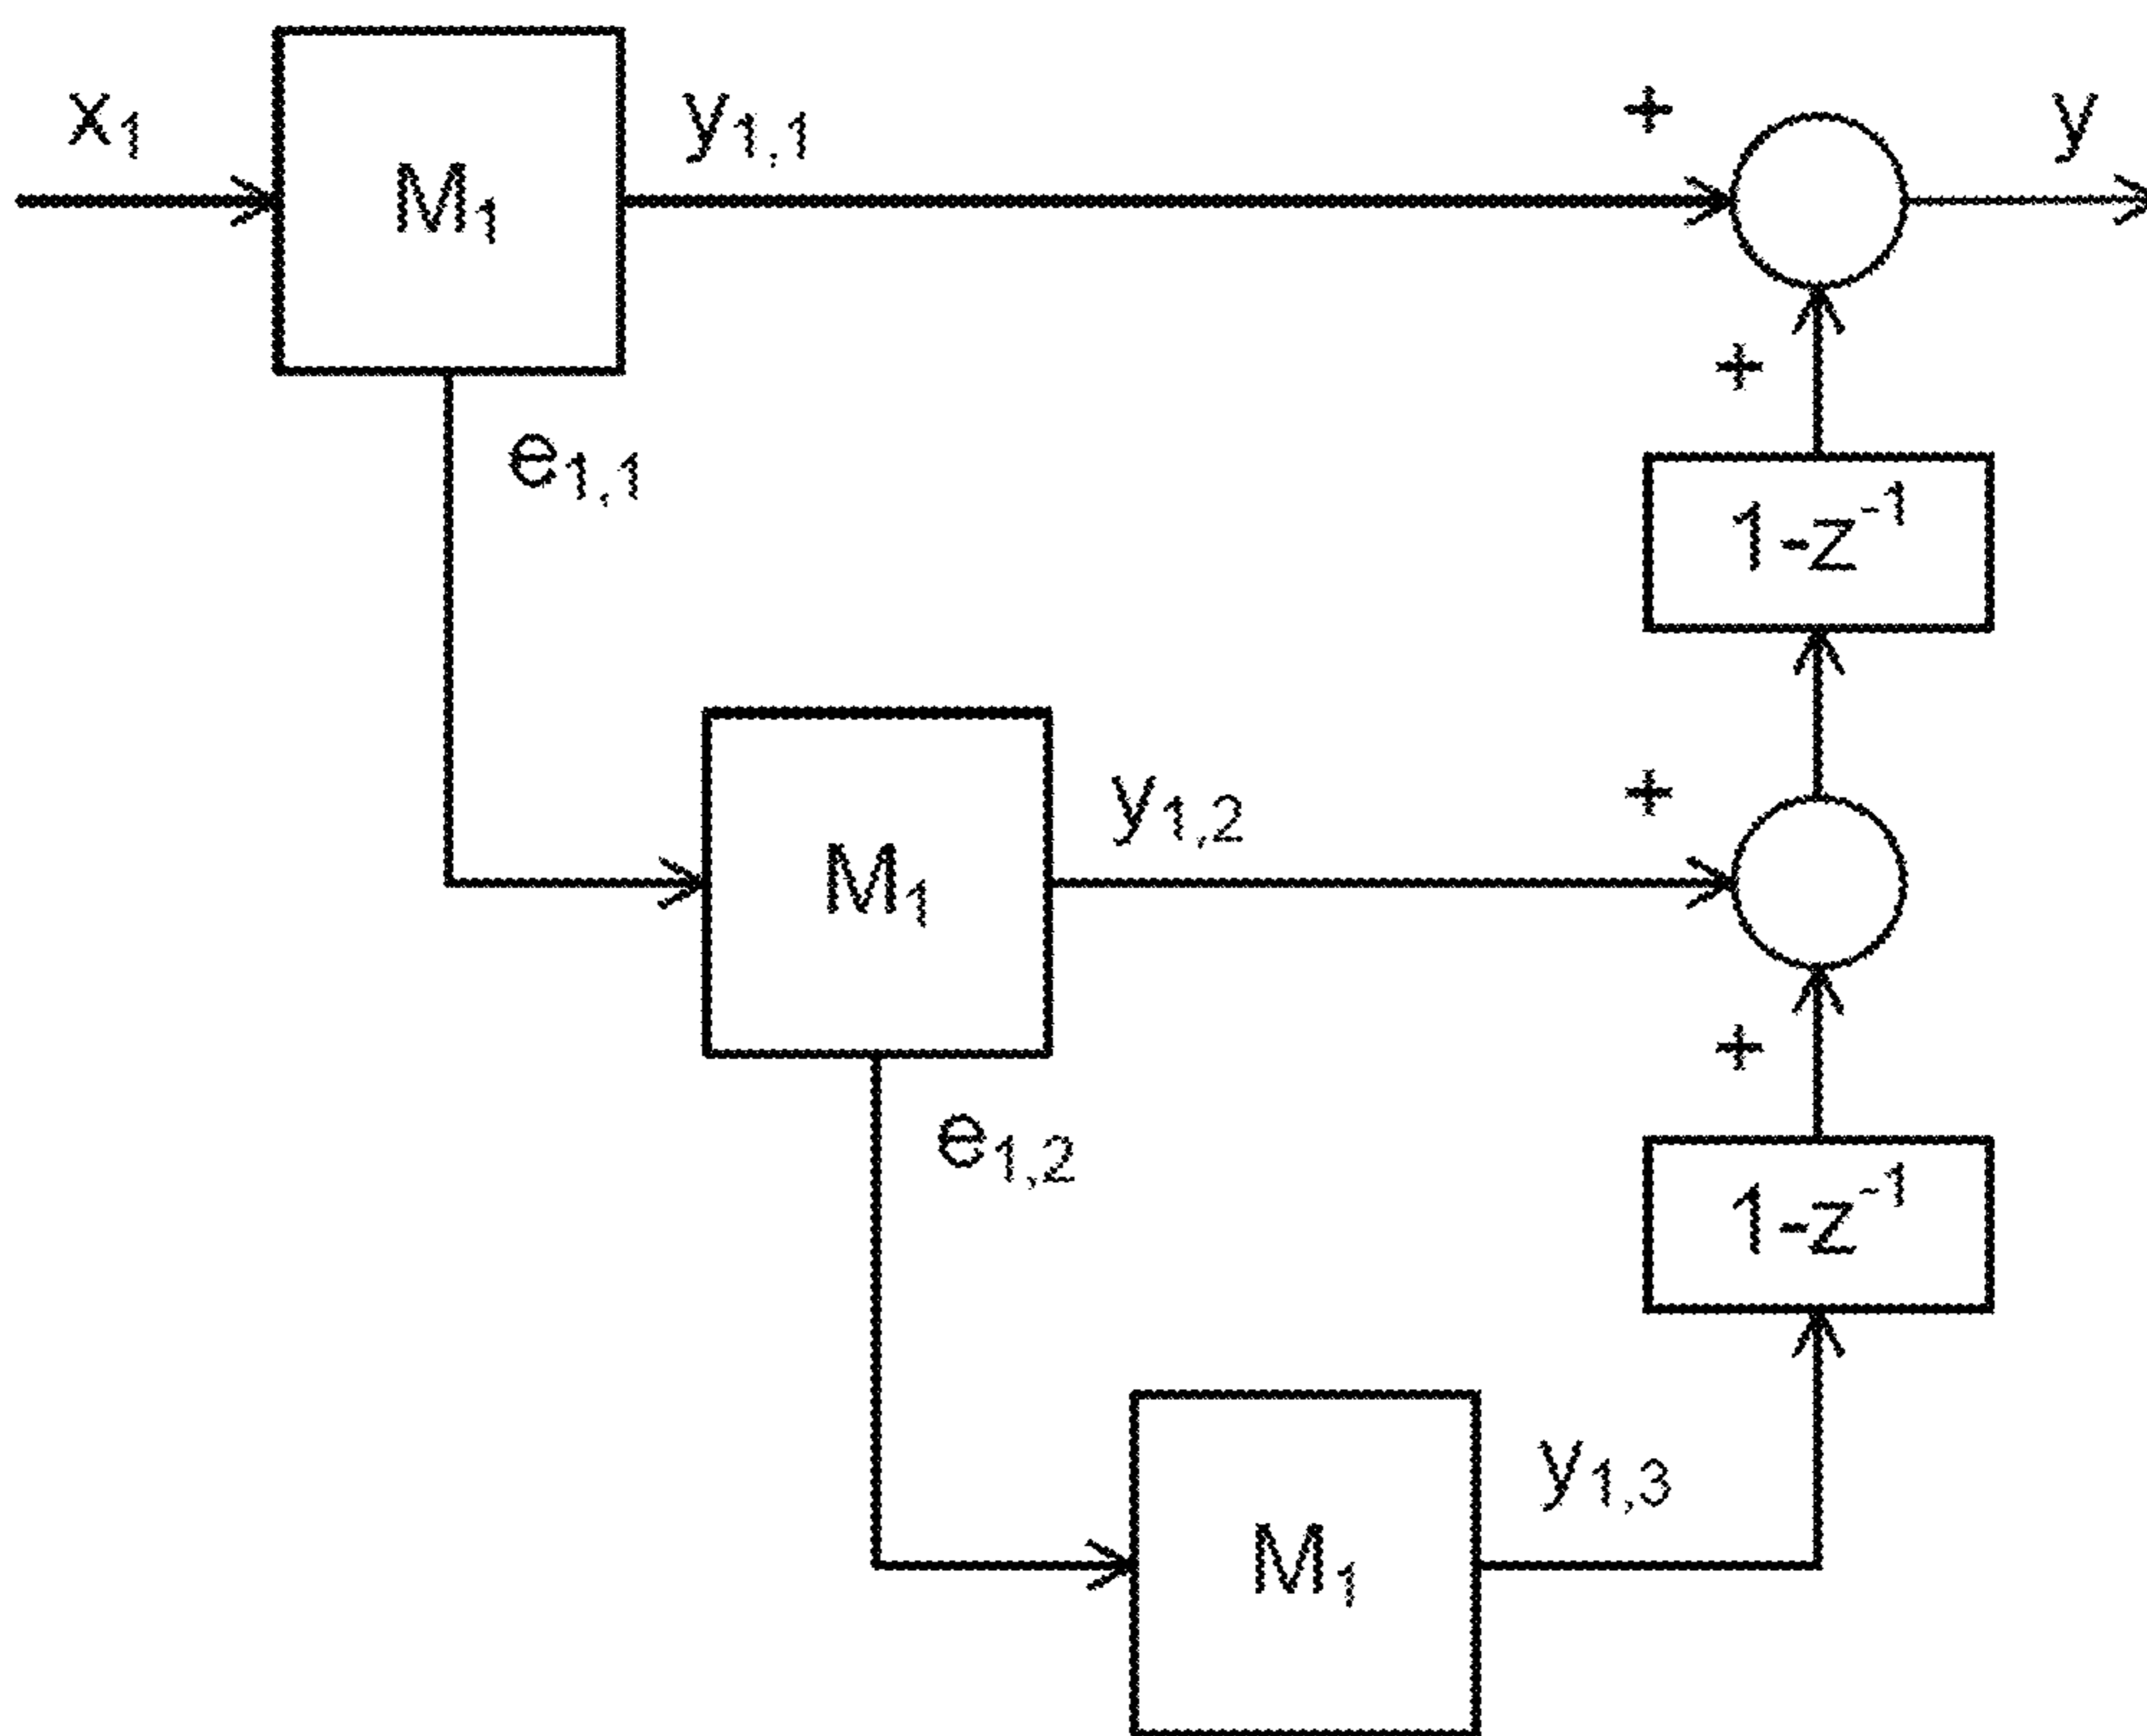 x₁ M₁ y₁,₁ + y
+
e₁,₁
1-z⁻¹
M₁ y₁,₂ +
+
e₁,₂
1-z⁻¹
M₁ y₁,₃